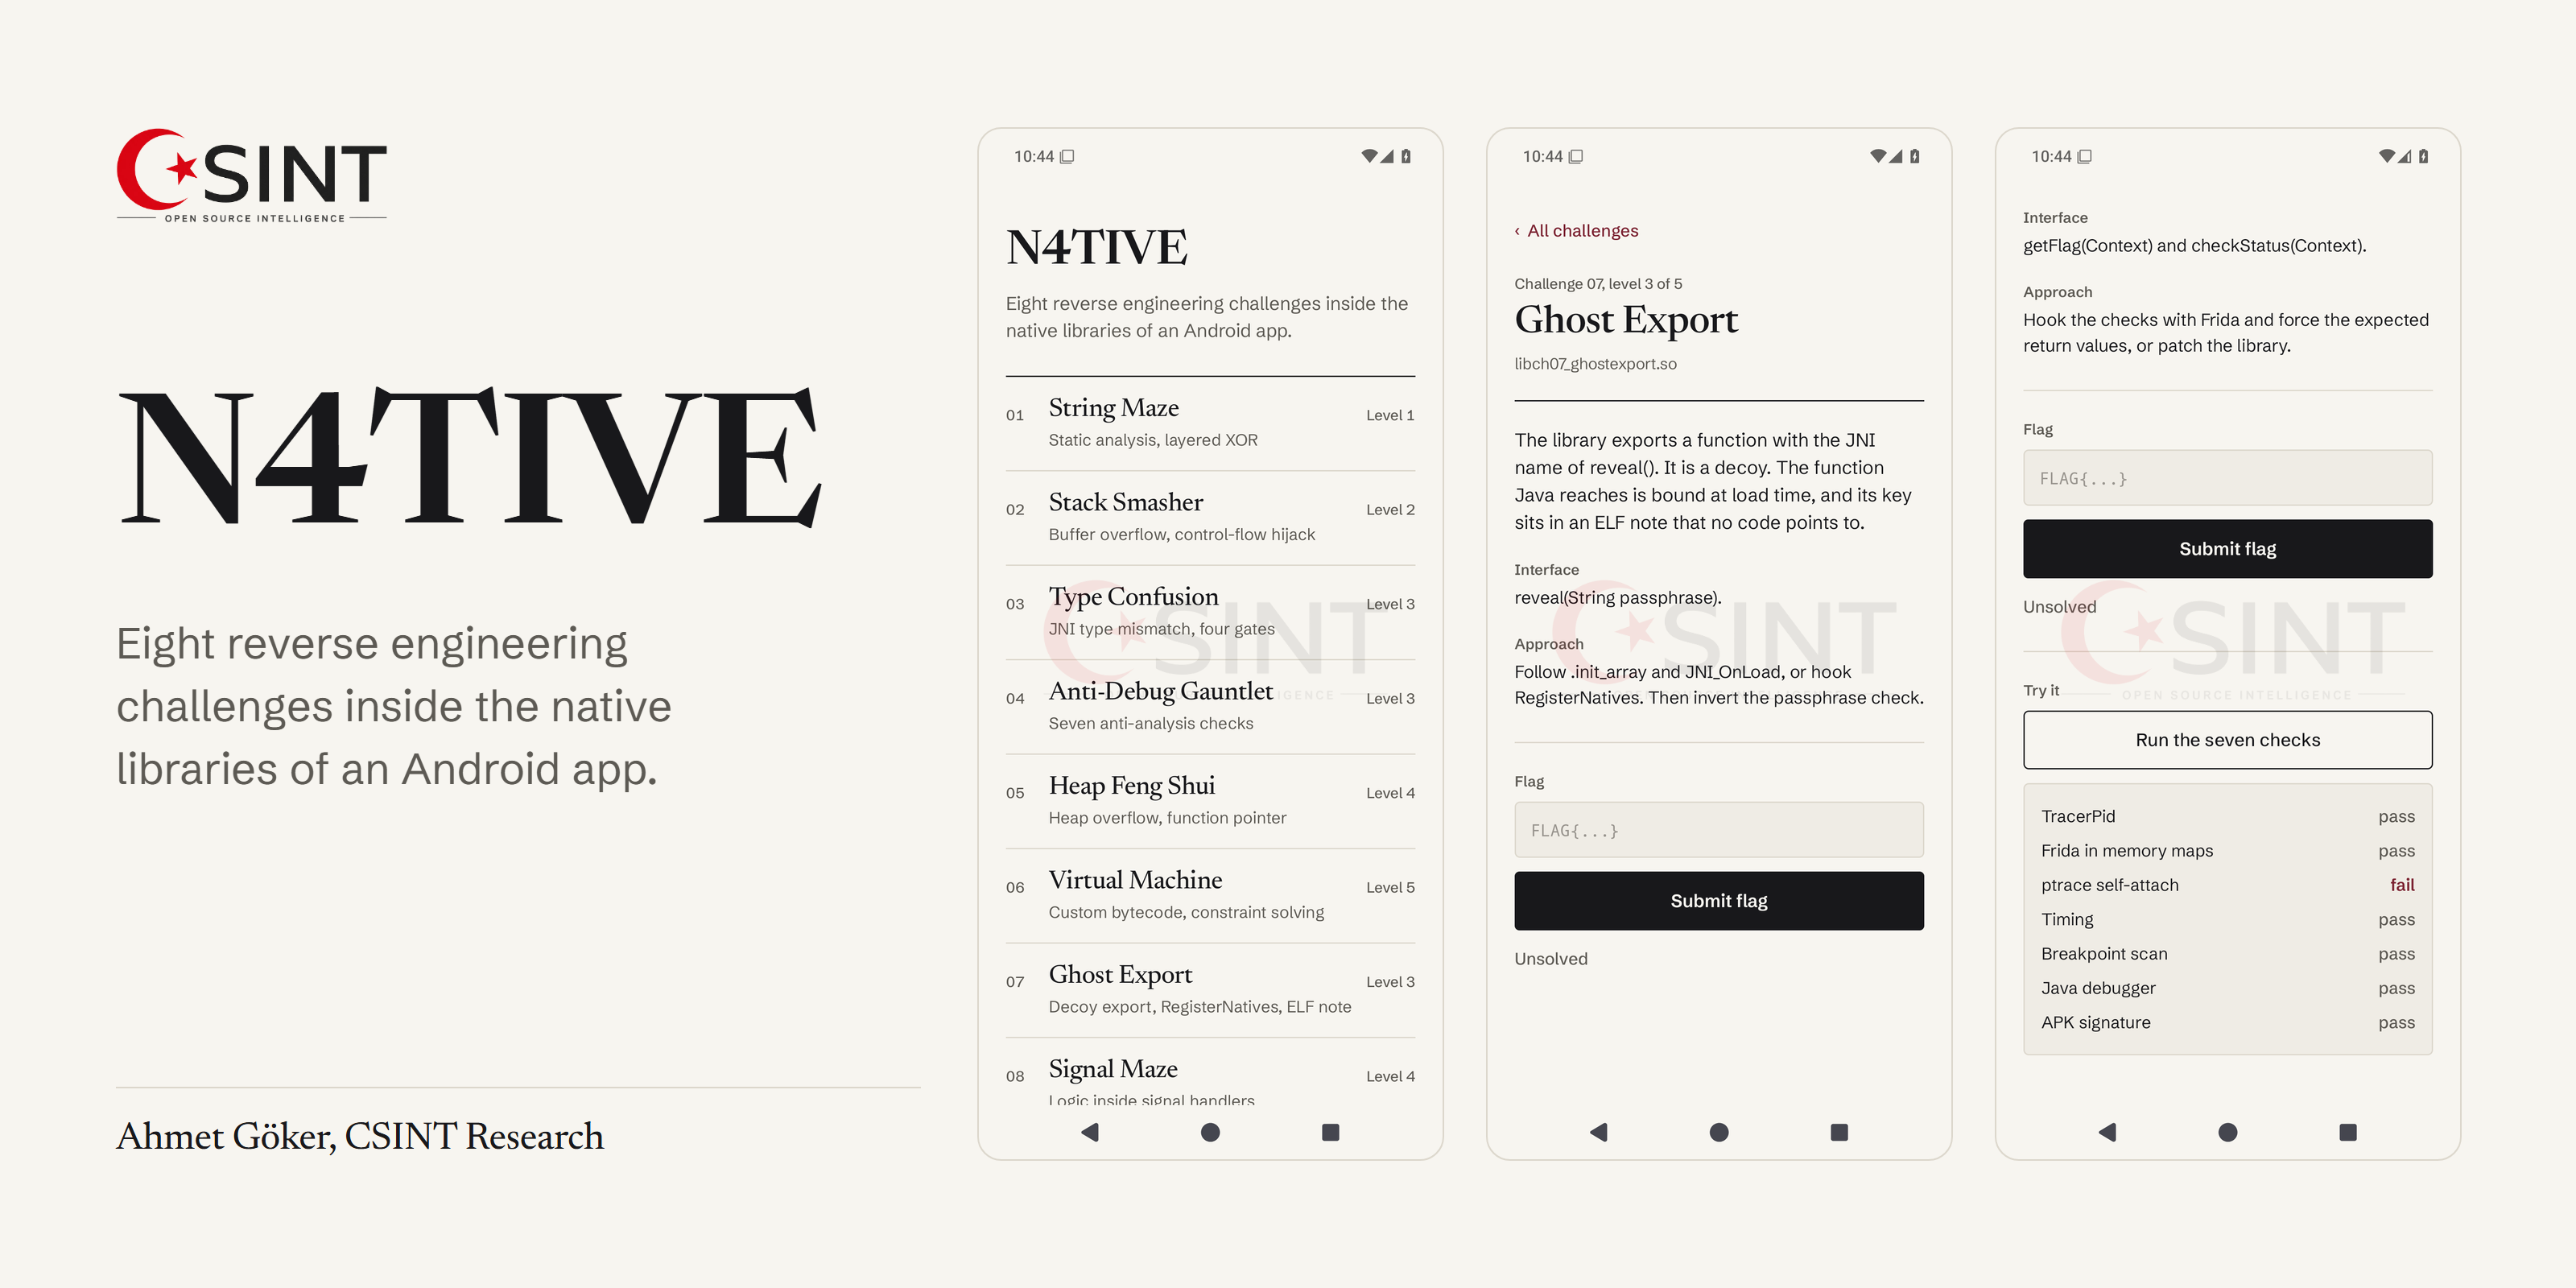 SINT
OPEN SOURCE INTELLIGENCE
N4TIVE
Eight reverse engineering
challenges inside the native
libraries of an Android app.
Ahmet Göker, CSINT Research
10:44
N4TIVE
Eight reverse engineering challenges inside the
native libraries of an Android app.
01 String Maze Level 1
Static analysis, layered XOR
02 Stack Smasher Level 2
Buffer overflow, control-flow hijack
03 Type Confusion Level 3
JNI type mismatch, four gates
04 Anti-Debug Gauntlet Level 3
Seven anti-analysis checks
05 Heap Feng Shui Level 4
Heap overflow, function pointer
06 Virtual Machine Level 5
Custom bytecode, constraint solving
07 Ghost Export Level 3
Decoy export, RegisterNatives, ELF note
08 Signal Maze Level 4
Logic inside signal handlers
SINT
10:44
‹ All challenges
Challenge 07, level 3 of 5
Ghost Export
libch07_ghostexport.so
The library exports a function with the JNI
name of reveal(). It is a decoy. The function
Java reaches is bound at load time, and its key
sits in an ELF note that no code points to.
Interface
reveal(String passphrase).
Approach
Follow .init_array and JNI_OnLoad, or hook
RegisterNatives. Then invert the passphrase check.
Flag
FLAG{...}
Submit flag
Unsolved
SINT
10:44
Interface
getFlag(Context) and checkStatus(Context).
Approach
Hook the checks with Frida and force the expected
return values, or patch the library.
Flag
FLAG{...}
Submit flag
Unsolved
SINT
OPEN SOURCE INTELLIGENCE
Try it
Run the seven checks
TracerPid pass
Frida in memory maps pass
ptrace self-attach fail
Timing pass
Breakpoint scan pass
Java debugger pass
APK signature pass